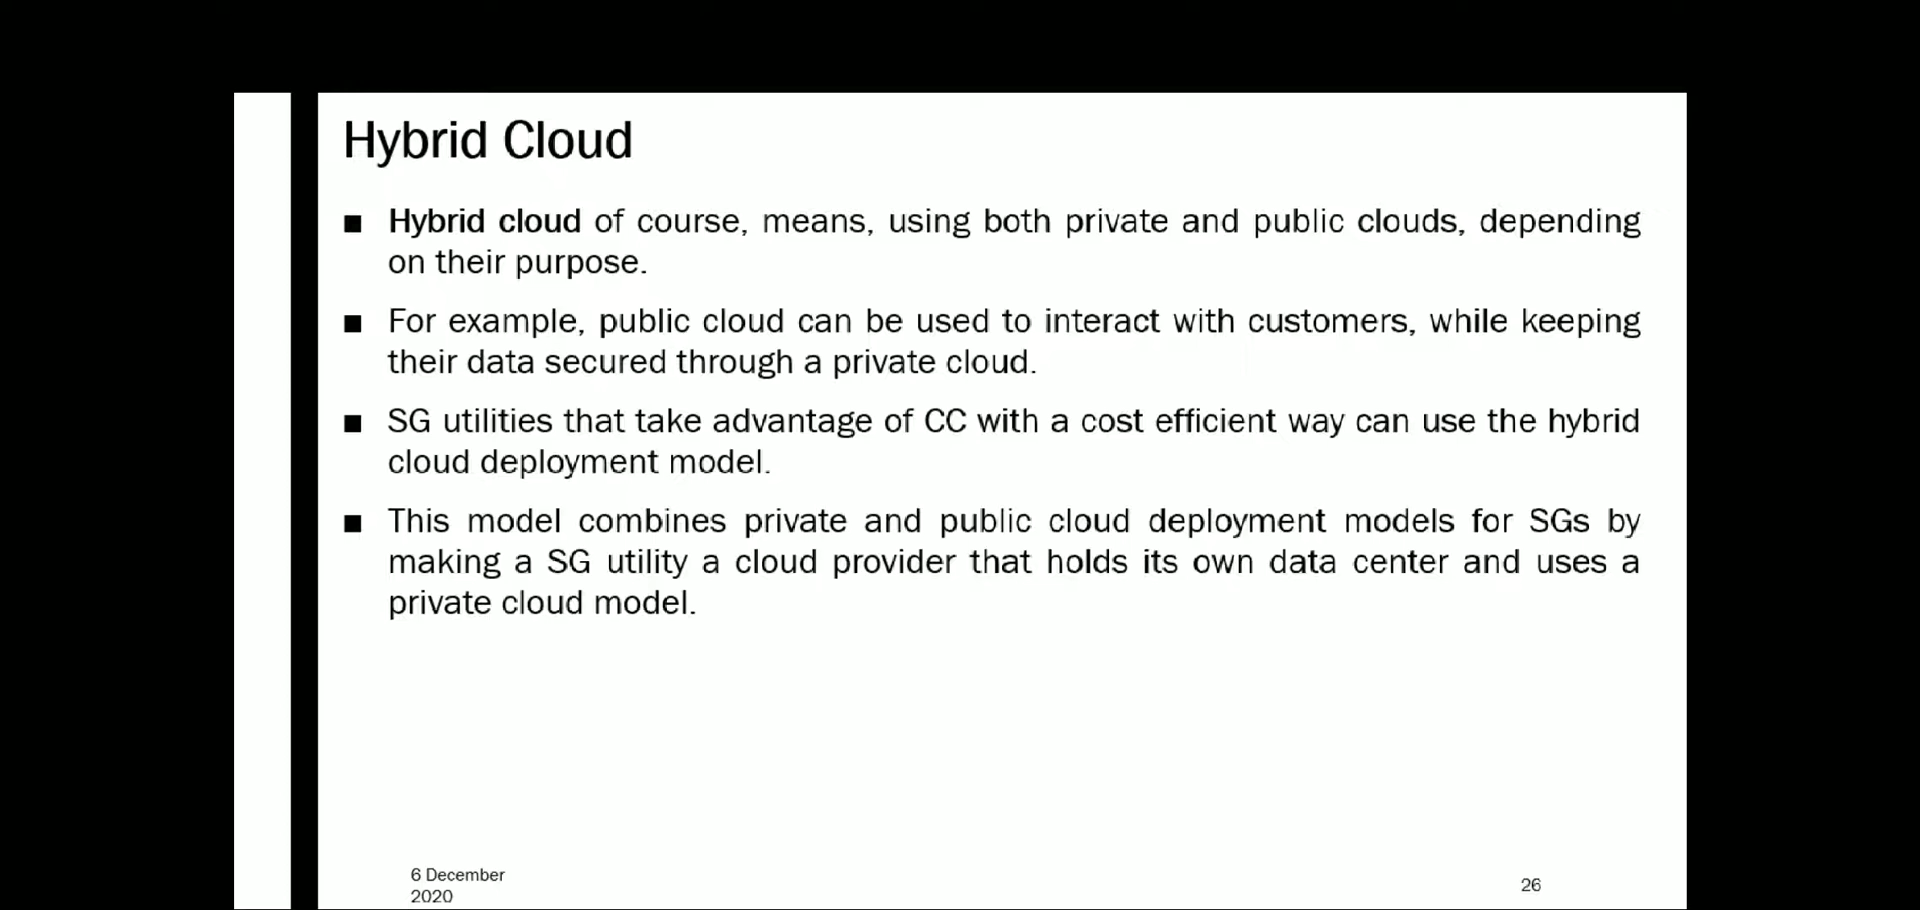 Hybrid Cloud
■ Hybrid cloud of course, means, using both private and public clouds, depending
on their purpose.
■ For example, public cloud can be used to interact with customers, while keeping
their data secured through a private cloud.
■ SG utilities that take advantage of CC with a cost efficient way can use the hybrid
cloud deployment model.
■ This model combines private and public cloud deployment models for SGs by
making a SG utility a cloud provider that holds its own data center and uses a
private cloud model.
6 December
2020
26